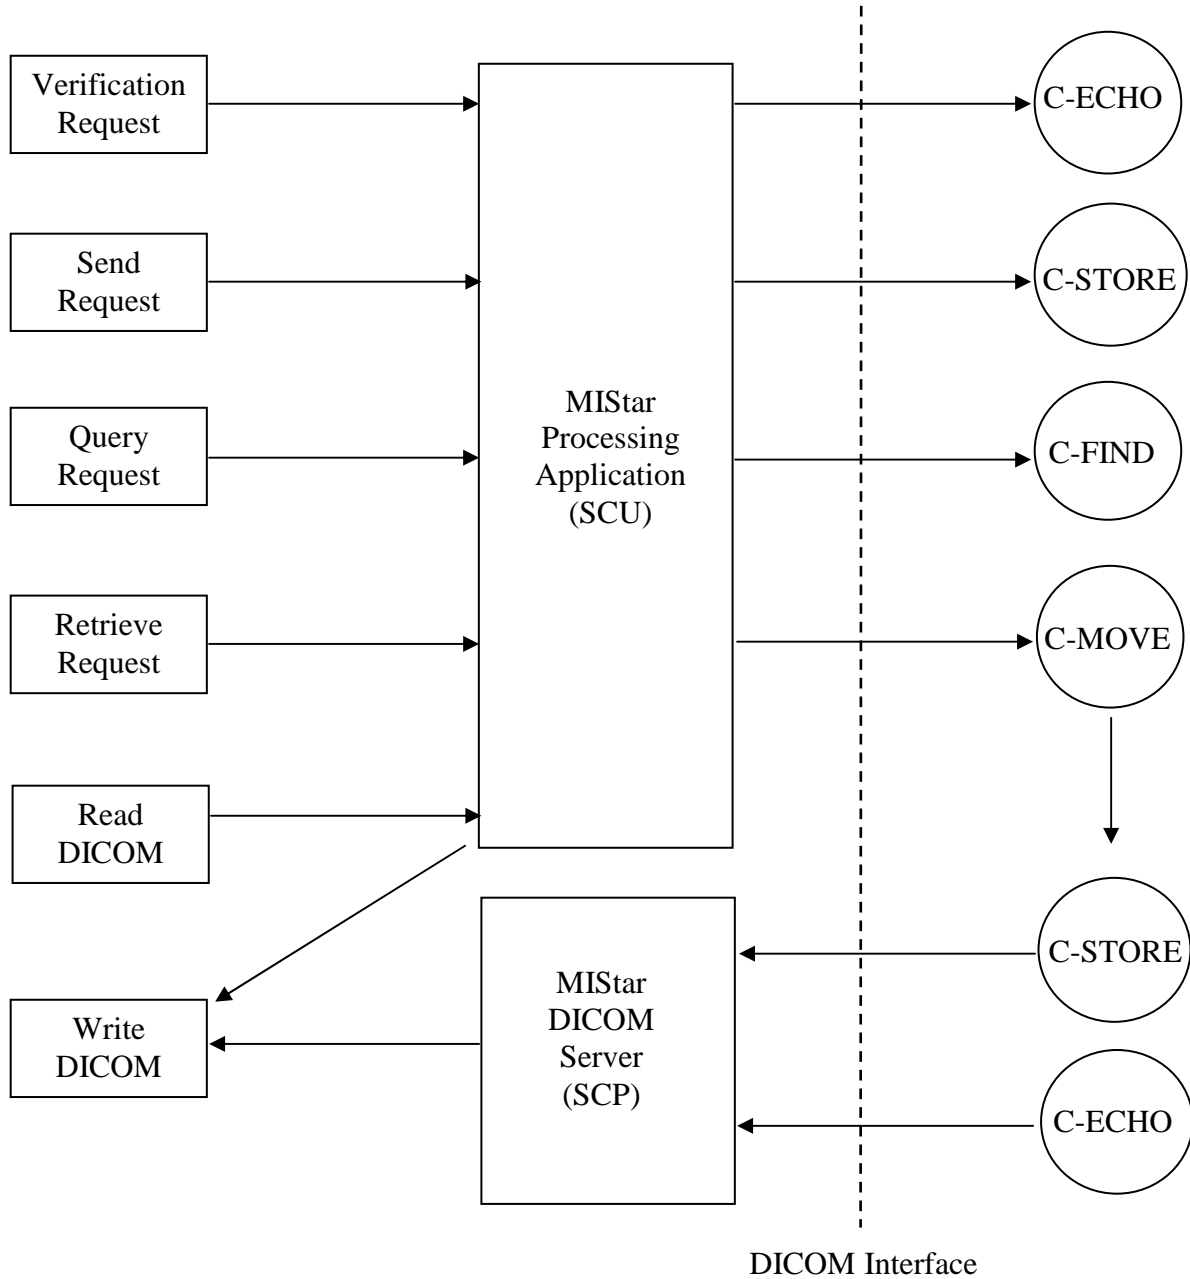 Verification
Request
C-ECHO
Send
Request
C-STORE
Query
Request
MIStar
Processing
Application
(SCU)
C-FIND
Retrieve
Request
C-MOVE
Read
DICOM
C-STORE
MIStar
DICOM
Server
(SCP)
Write
DICOM
C-ECHO
DICOM Interface